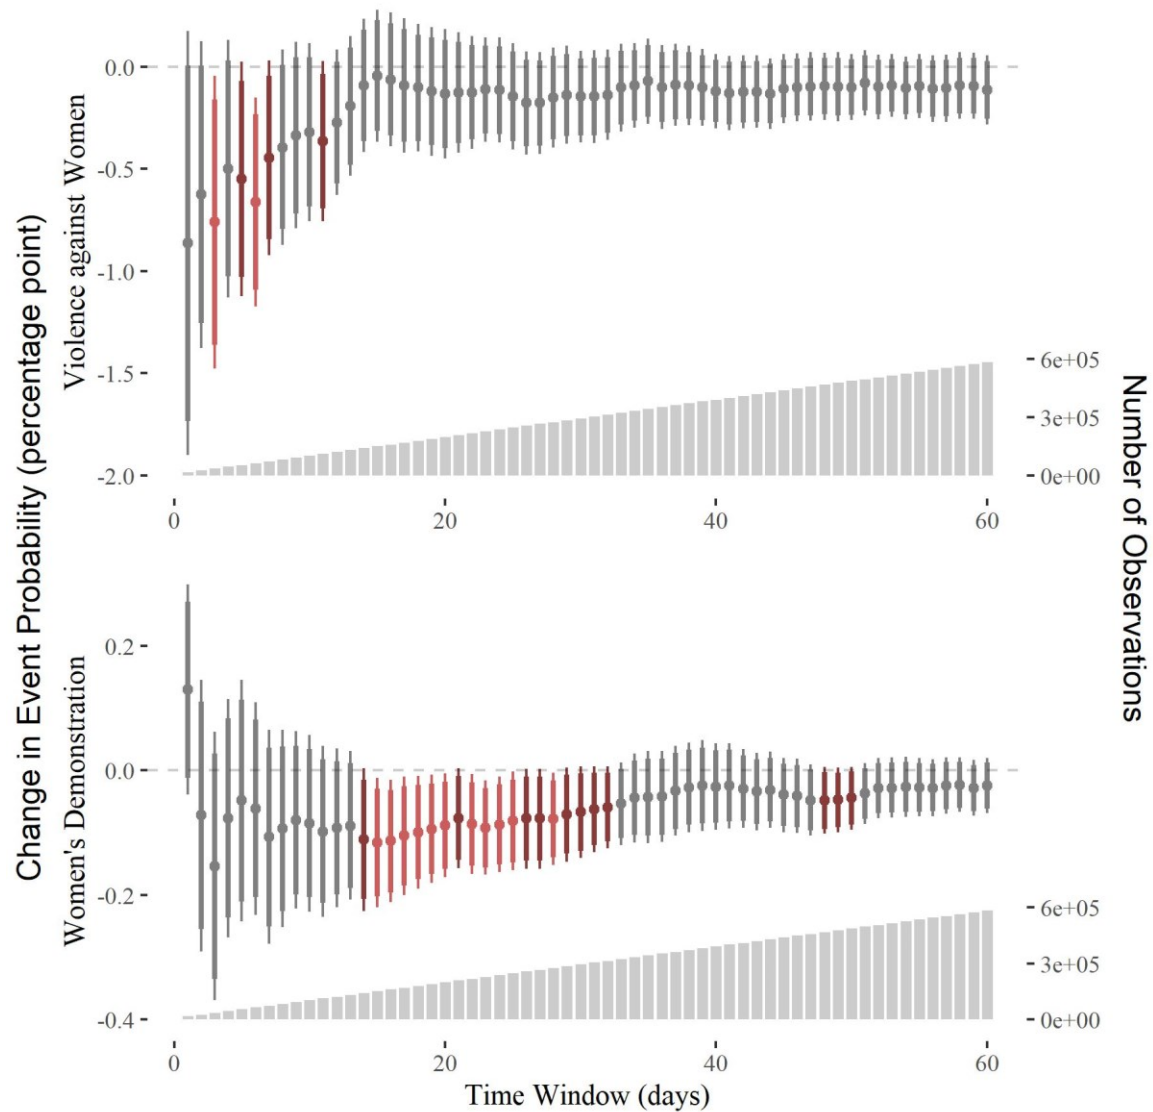 Change in Event Probability (percentage point)
Violence against Women
0.0
-0.5
-1.0
-1.5
-2.0
6e+05
3e+05
0e+00
0 20 40 60
Number of Observations
Women's Demonstration
0.2
0.0
-0.2
-0.4
6e+05
3e+05
0e+00
0 20 40 60
Time Window (days)